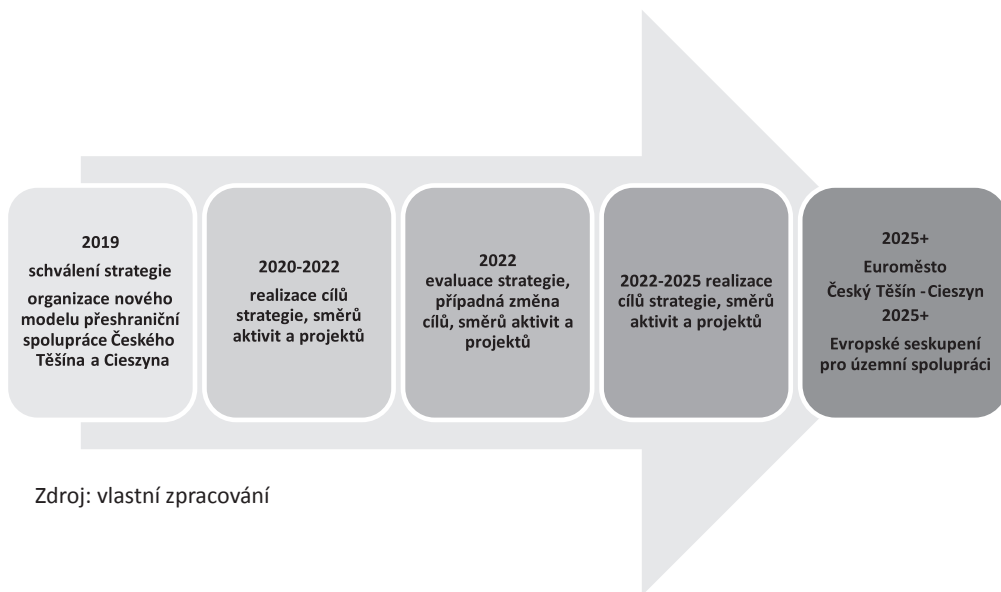 2019
schválení strategie
organizace nového
modelu přeshraniční
spolupráce Českého
Těšína a Cieszyna
2020-2022
realizace cílů
strategie, směrů
aktivit a projektů
2022
evaluace strategie,
případná změna
cílů, směrů aktivit a
projektů
2022-2025 realizace
cílů strategie, směrů
aktivit a projektů
2025+
Euroměsto
Český Těšín - Cieszyn
2025+
Evropské seskupení
pro územní spolupráci
Zdroj: vlastní zpracování